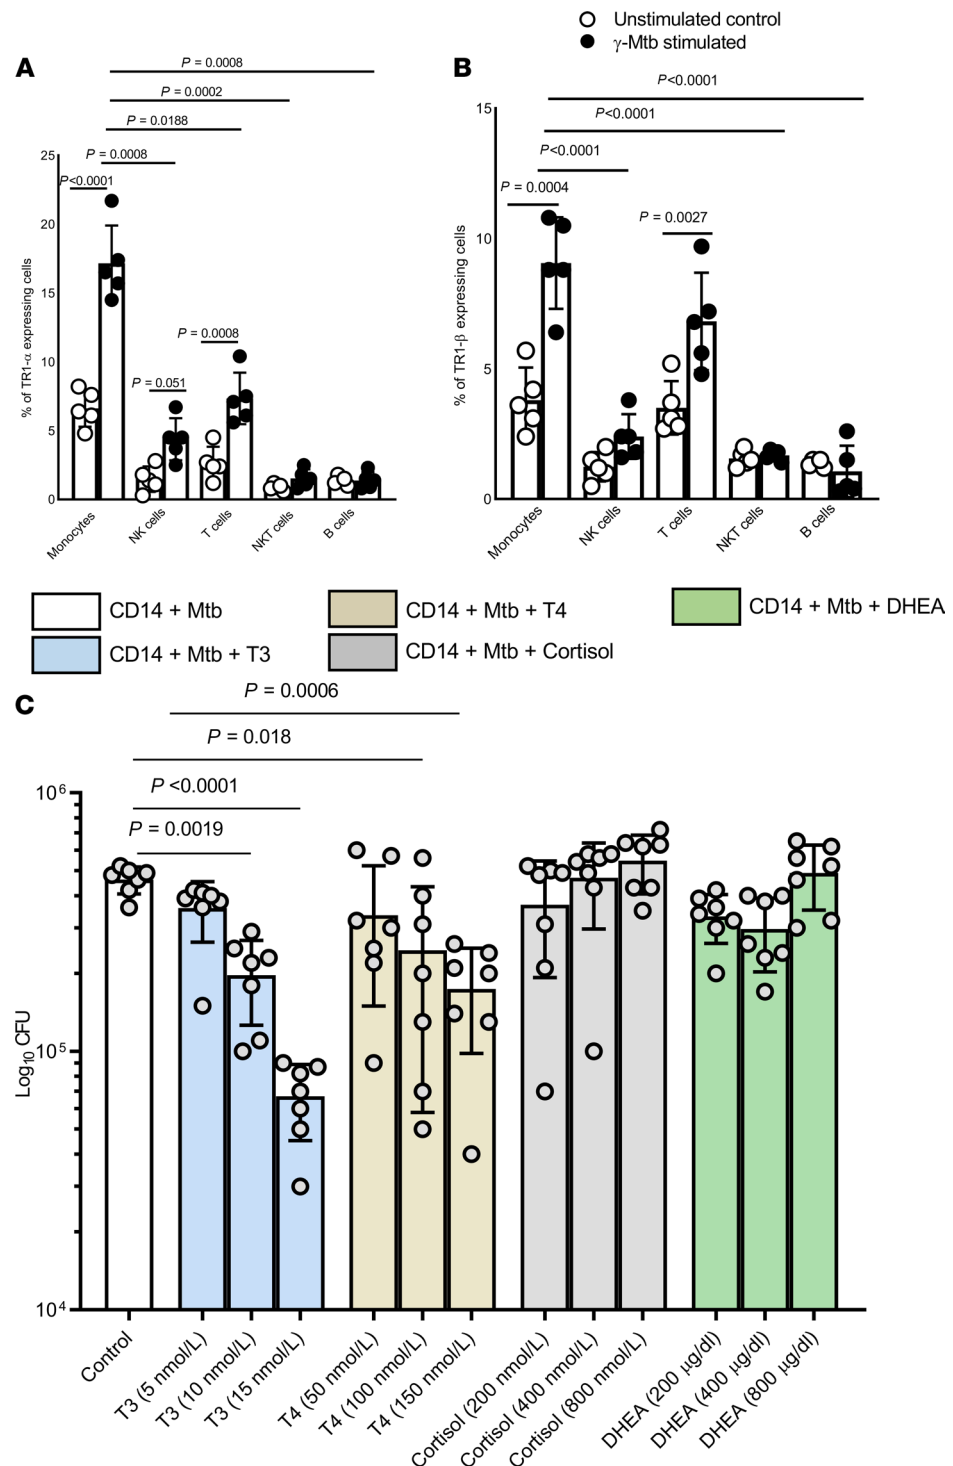 Unstimulated control
γ-Mtb stimulated
A
P = 0.0008
P = 0.0002
P = 0.0188
P = 0.0008
P<0.0001
P = 0.0008
P = 0.051
25
20
15
10
5
0
% of TR1-α expressing cells
Monocytes
NK cells
T cells
NKT cells
B cells
B
P<0.0001
P<0.0001
P<0.0001
P = 0.0004
P = 0.0027
15
10
5
0
% of TR1-β expressing cells
Monocytes
NK cells
T cells
NKT cells
B cells
CD14 + Mtb
CD14 + Mtb + T4
CD14 + Mtb + DHEA
CD14 + Mtb + T3
CD14 + Mtb + Cortisol
C
P = 0.0006
P = 0.018
P <0.0001
P = 0.0019
10⁶
10⁵
10⁴
Log₁₀ CFU
Control
T3 (5 nmol/L)
T3 (10 nmol/L)
T3 (15 nmol/L)
T4 (50 nmol/L)
T4 (100 nmol/L)
T4 (150 nmol/L)
Cortisol (200 nmol/L)
Cortisol (400 nmol/L)
Cortisol (800 nmol/L)
DHEA (200 μg/dl)
DHEA (400 μg/dl)
DHEA (800 μg/dl)